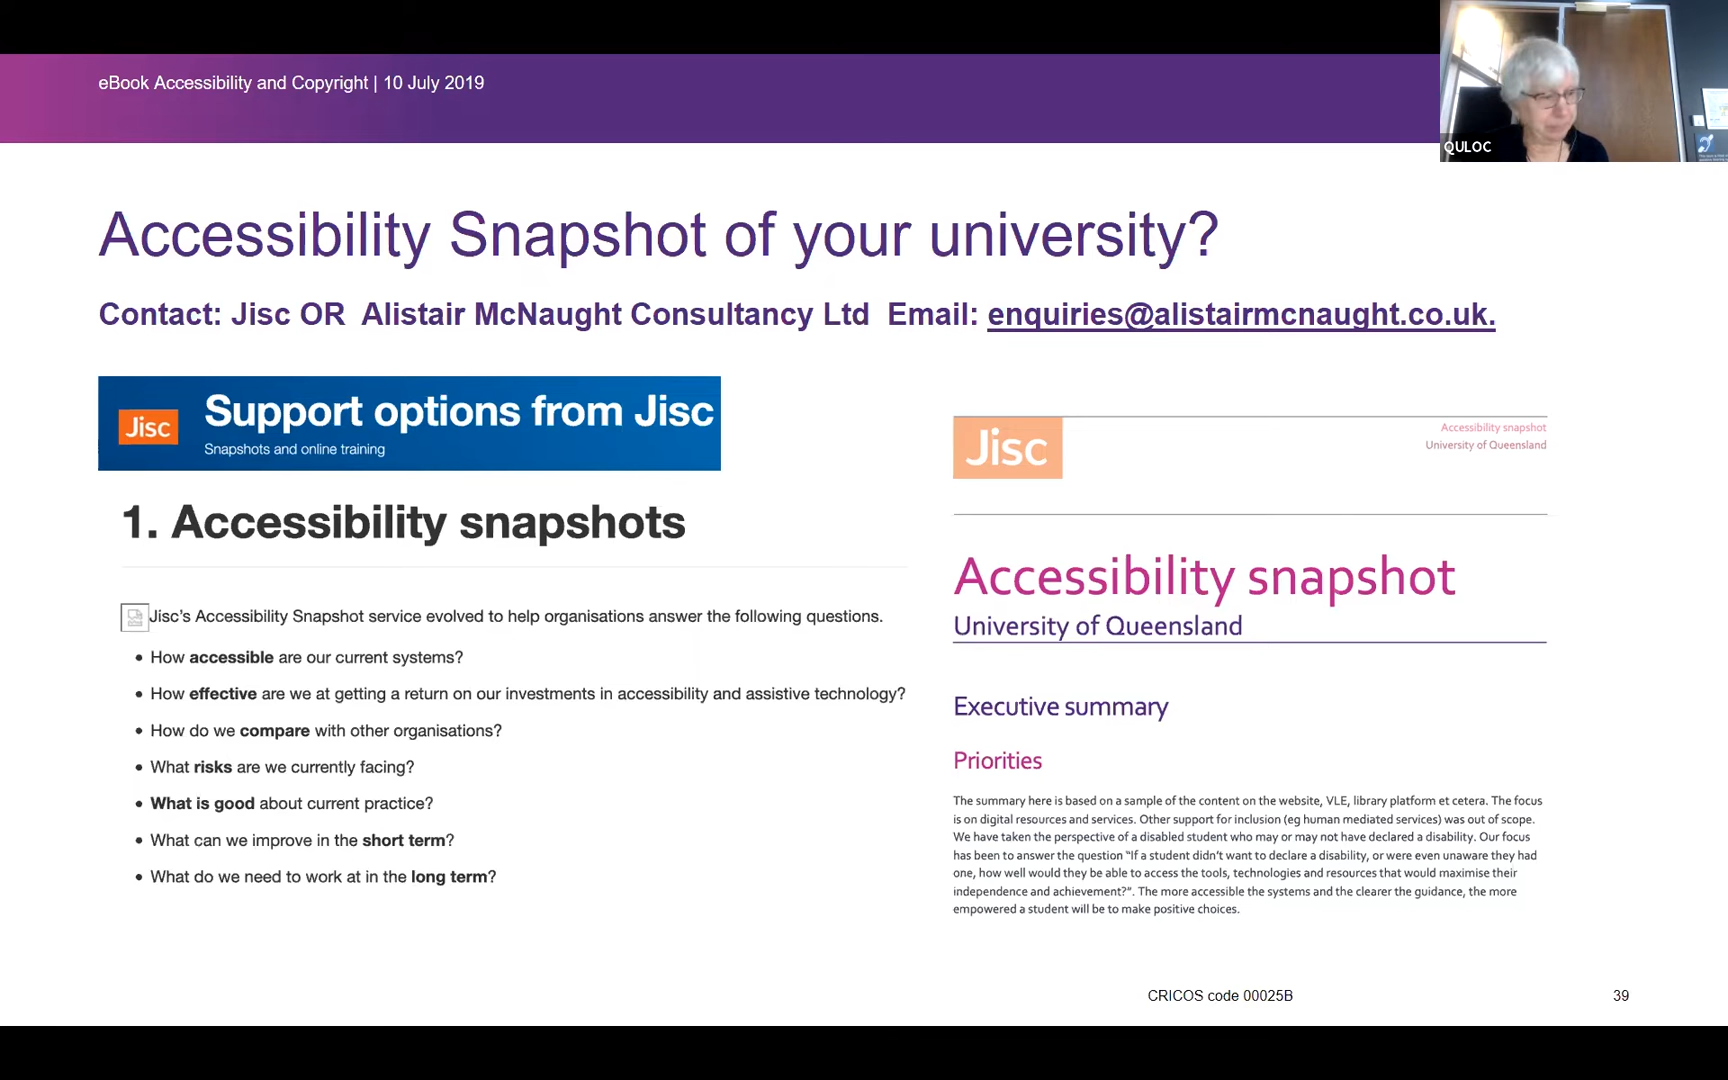 eBook Accessibility and Copyright | 10 July 2019
QULOC
Accessibility Snapshot of your university?
Contact: Jisc OR Alistair McNaught Consultancy Ltd Email: enquiries@alistairmcnaught.co.uk.
Jisc
Support options from Jisc
Snapshots and online training
1. Accessibility snapshots
Jisc's Accessibility Snapshot service evolved to help organisations answer the following questions.
• How accessible are our current systems?
• How effective are we at getting a return on our investments in accessibility and assistive technology?
• How do we compare with other organisations?
• What risks are we currently facing?
• What is good about current practice?
• What can we improve in the short term?
• What do we need to work at in the long term?
Jisc
Accessibility snapshot
University of Queensland
Accessibility snapshot
University of Queensland
Executive summary
Priorities
The summary here is based on a sample of the content on the website, VLE, library platform et cetera. The focus
is on digital resources and services. Other support for inclusion (eg human mediated services) was out of scope.
We have taken the perspective of a disabled student who may or may not have declared a disability. Our focus
has been to answer the question “If a student didn't want to declare a disability, or were even unaware they had
one, how well would they be able to access the tools, technologies and resources that would maximise their
independence and achievement?”. The more accessible the systems and the clearer the guidance, the more
empowered a student will be to make positive choices.
CRICOS code 00025B
39